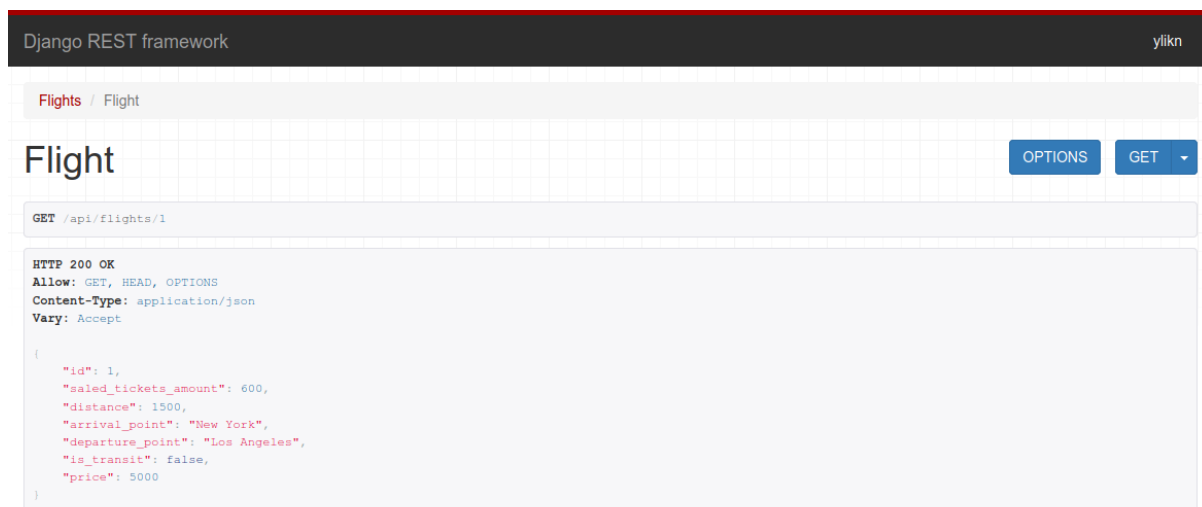 Django REST framework
ylikn
Flights / Flight
Flight
OPTIONS
GET
GET /api/flights/1
HTTP 200 OK
Allow: GET, HEAD, OPTIONS
Content-Type: application/json
Vary: Accept
{
    "id": 1,
    "saled_tickets_amount": 600,
    "distance": 1500,
    "arrival_point": "New York",
    "departure_point": "Los Angeles",
    "is_transit": false,
    "price": 5000
}